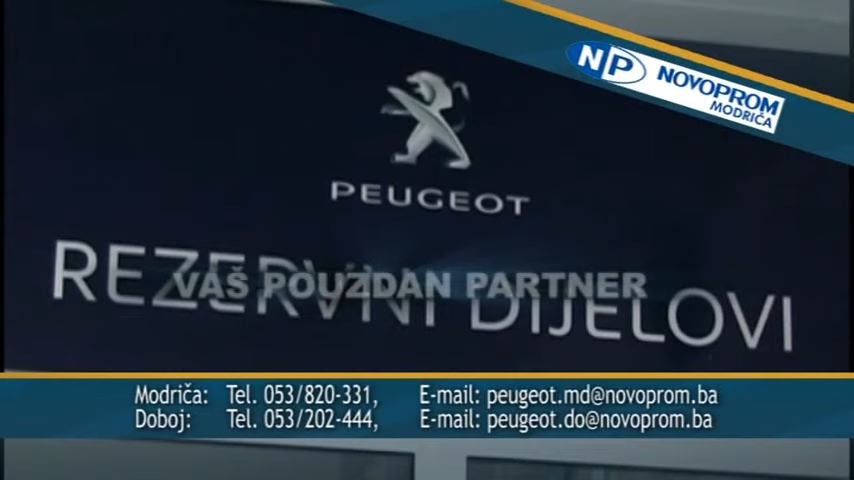 NP NOVOPROM
MODRIČA
PEUGEOT
REZERVNI DIJELOVI
VAŠ POUZDAN PARTNER
Modriča: Tel. 053/820-331, E-mail: peugeot.md@novoprom.ba
Doboj: Tel. 053/202-444, E-mail: peugeot.do@novoprom.ba